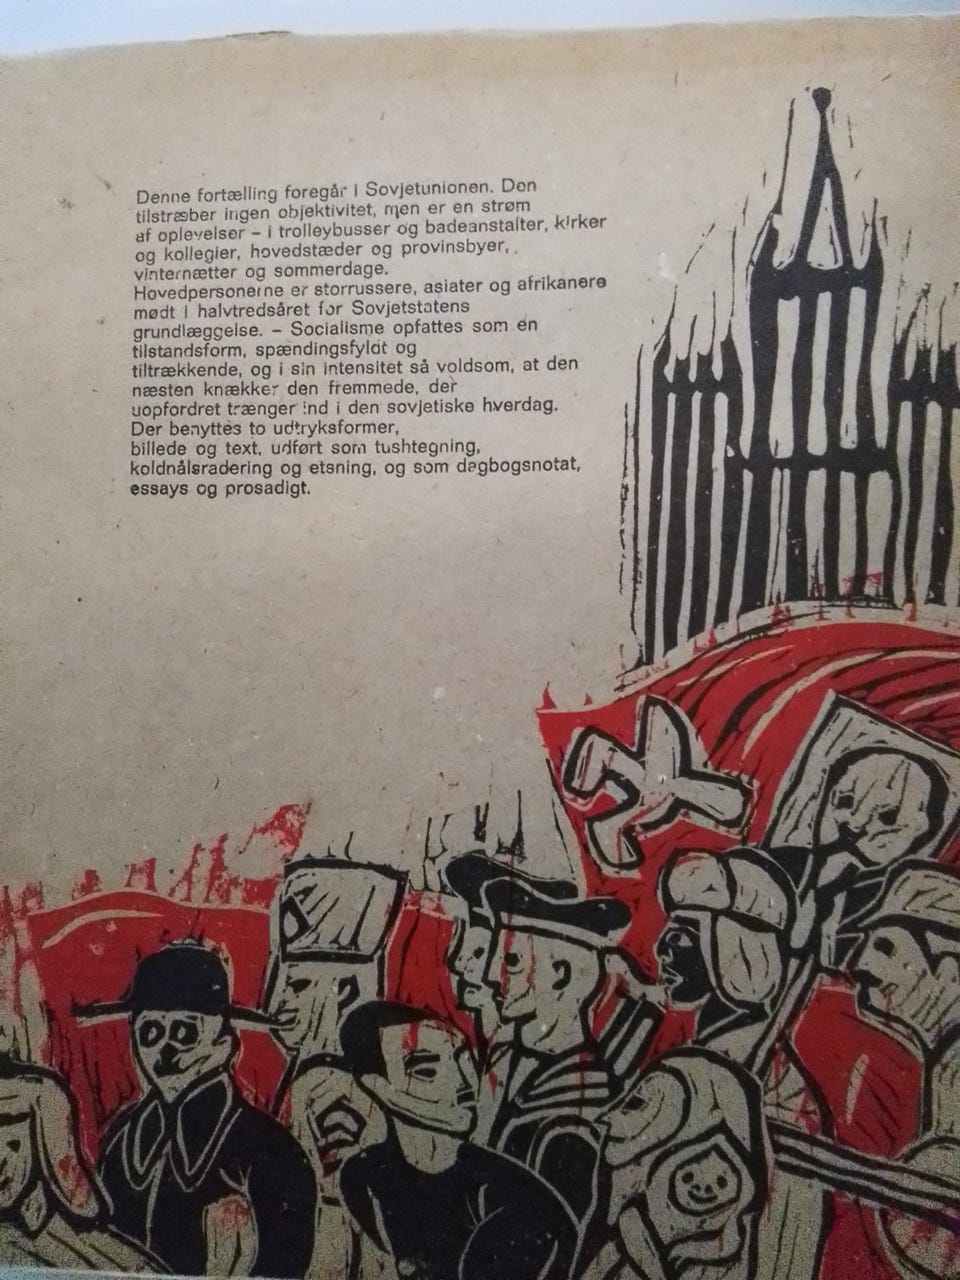 Denne fortælling foregår i Sovjetunionen. Den
tilstræber ingen objektivitet, men er en strøm
af oplevelser – i trolleybusser og badeanstalter, kirker
og kollegier, hovedstæder og provinsbyer,
vinternætter og sommerdage.
Hovedpersonerne er storrussere, asiater og afrikanere
mødt i halvtredsåret for Sovjetstatens
grundlæggelse. – Socialisme opfattes som en
tilstandsform, spændingsfyldt og
tiltrækkende, og i sin intensitet så voldsom, at den
næsten knækker den fremmede, der
uopfordret trænger ind i den sovjetiske hverdag.
Der benyttes to udtryksformer,
billede og text, udført som tushtegning,
koldnålsradering og etsning, og som dagbogsnotat,
essays og prosadigt.